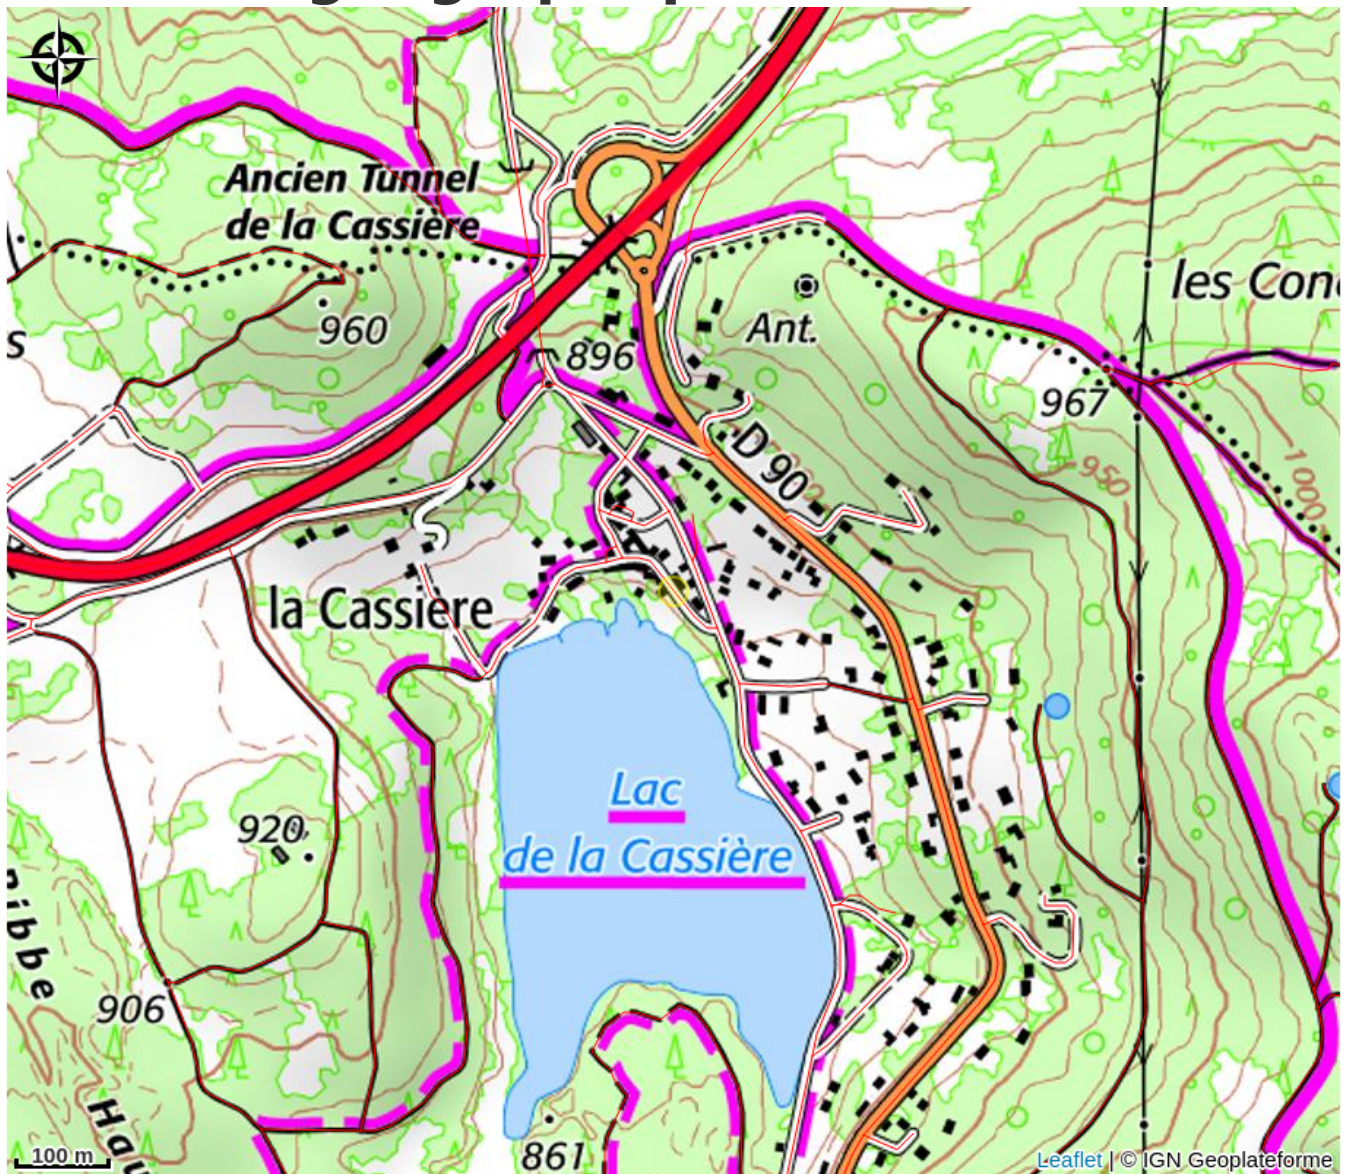 Ancien Tunnel
de la Cassière
les Con
s
960
896
Ant.
967
D 90
950
1000
la Cassière
920
Lac
de la Cassière
906
Hau
861
100 m
Leaflet | © IGN Geoplateforme